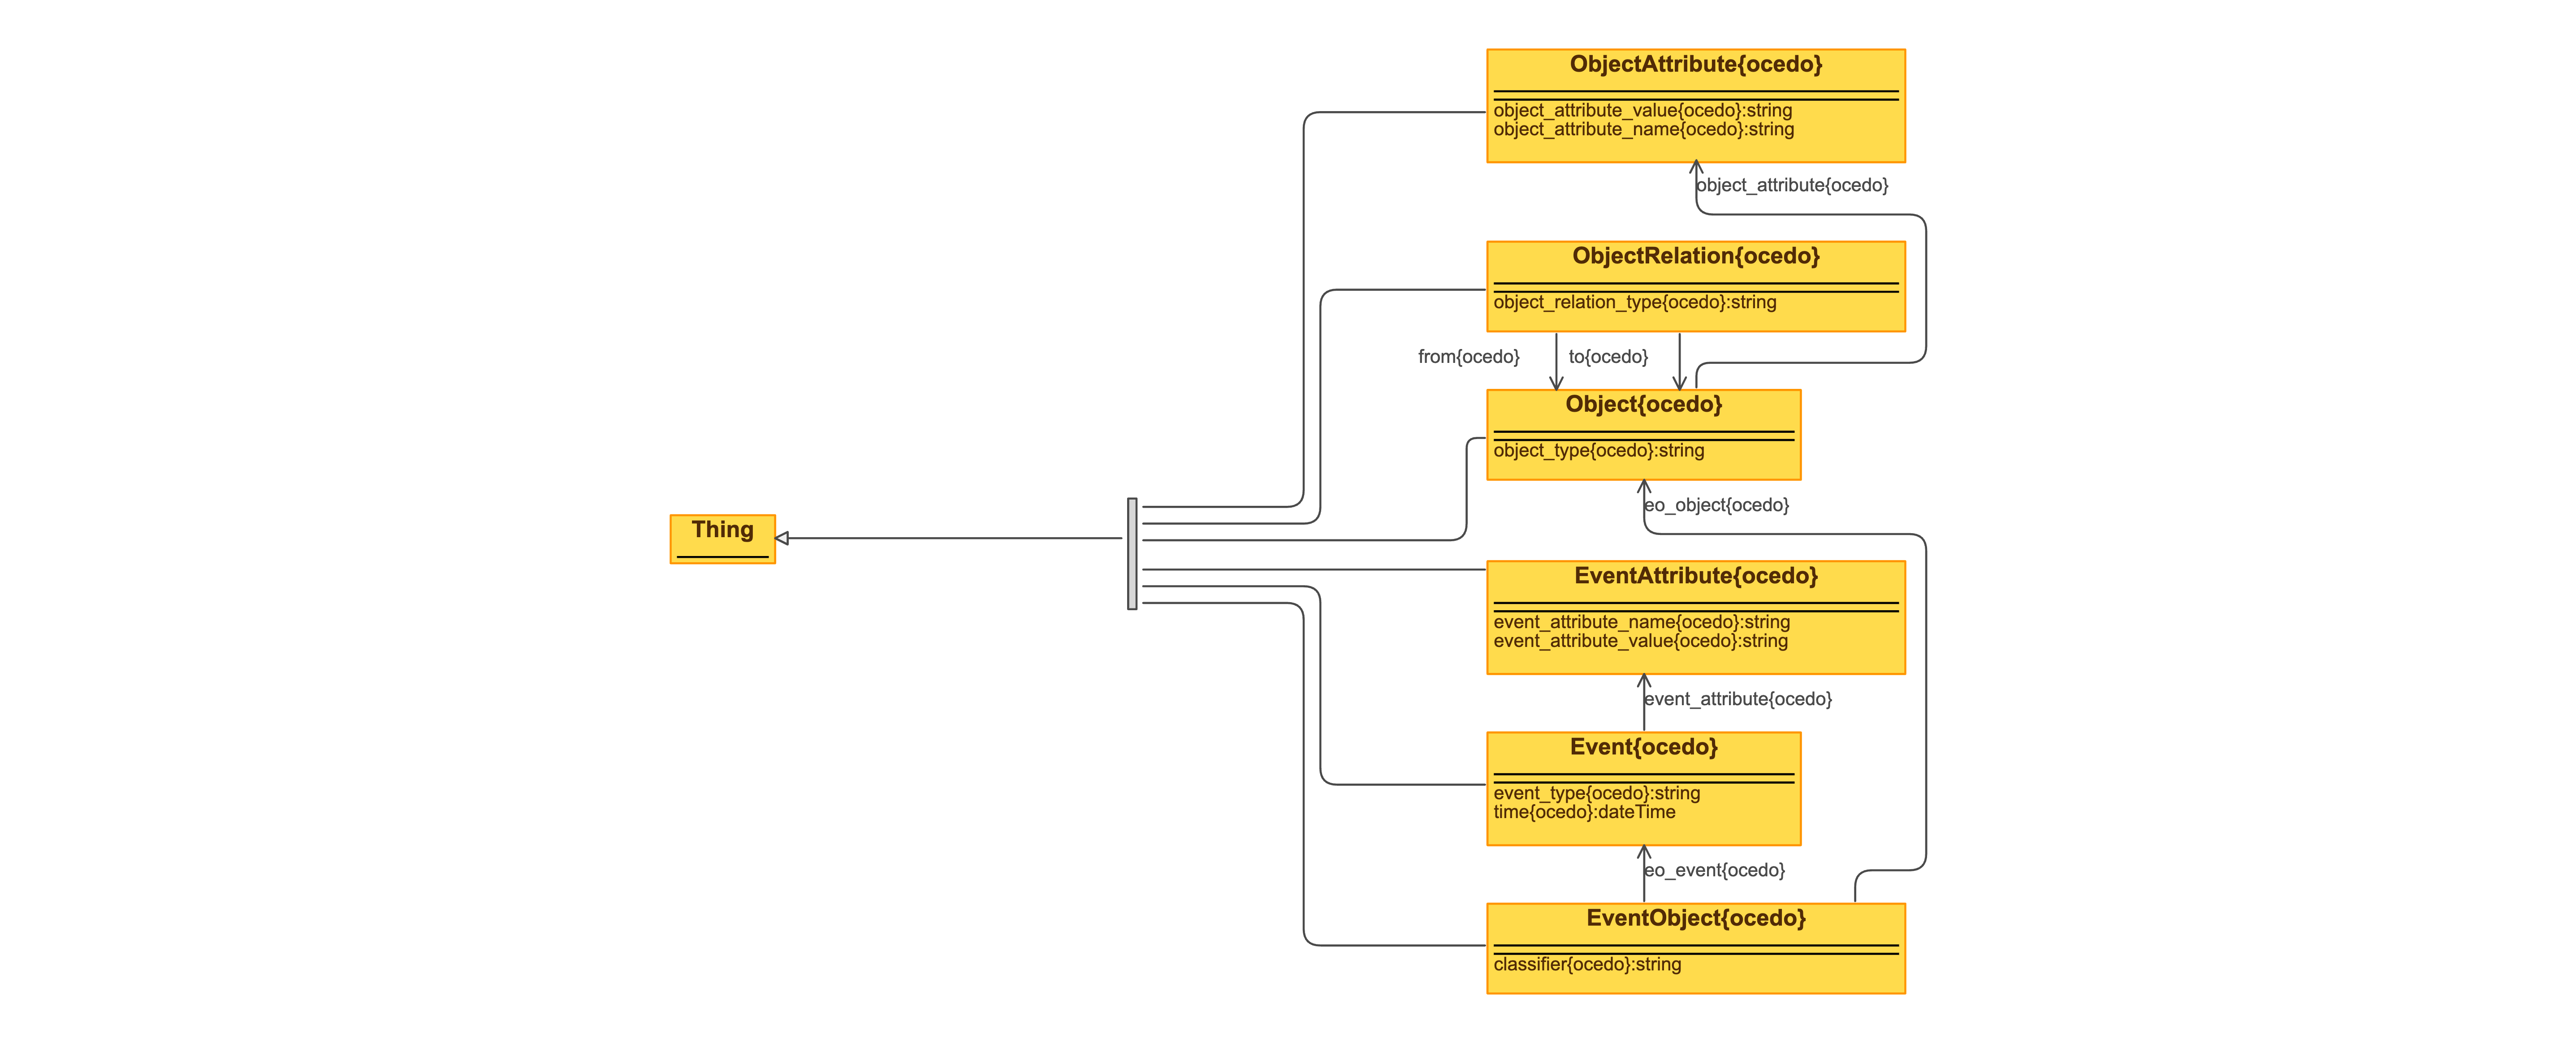 ObjectAttribute{ocedo}
object_attribute_value{ocedo}:string
object_attribute_name{ocedo}:string
object_attribute{ocedo}
ObjectRelation{ocedo}
object_relation_type{ocedo}:string
from{ocedo} to{ocedo}
Object{ocedo}
object_type{ocedo}:string
eo_object{ocedo}
Thing
EventAttribute{ocedo}
event_attribute_name{ocedo}:string
event_attribute_value{ocedo}:string
event_attribute{ocedo}
Event{ocedo}
event_type{ocedo}:string
time{ocedo}:dateTime
eo_event{ocedo}
EventObject{ocedo}
classifier{ocedo}:string